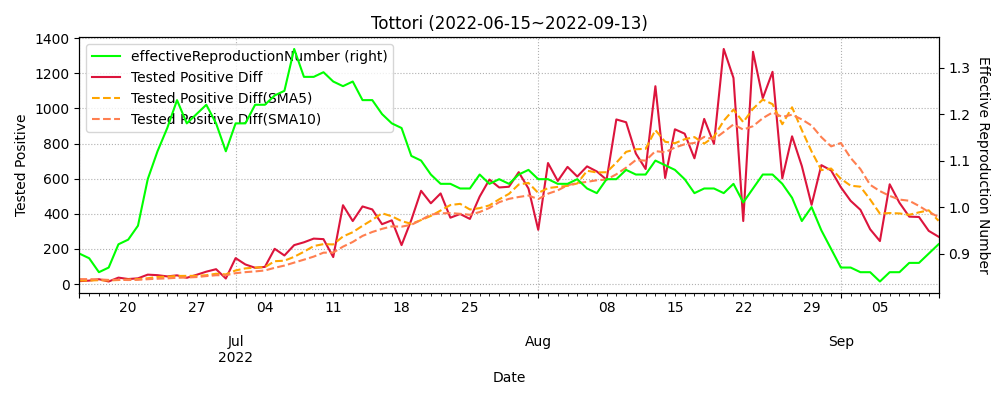 Tottori (2022-06-15~2022-09-13)
effectiveReproductionNumber (right)
Tested Positive Diff
Tested Positive Diff(SMA5)
Tested Positive Diff(SMA10)
Tested Positive
1400
1200
1000
800
600
400
200
0
1.3
1.2
1.1
1.0
0.9
Effective Reproduction Number
20 27 04 11 18 25 08 15 22 29 05
Jul Aug Sep
2022
Date